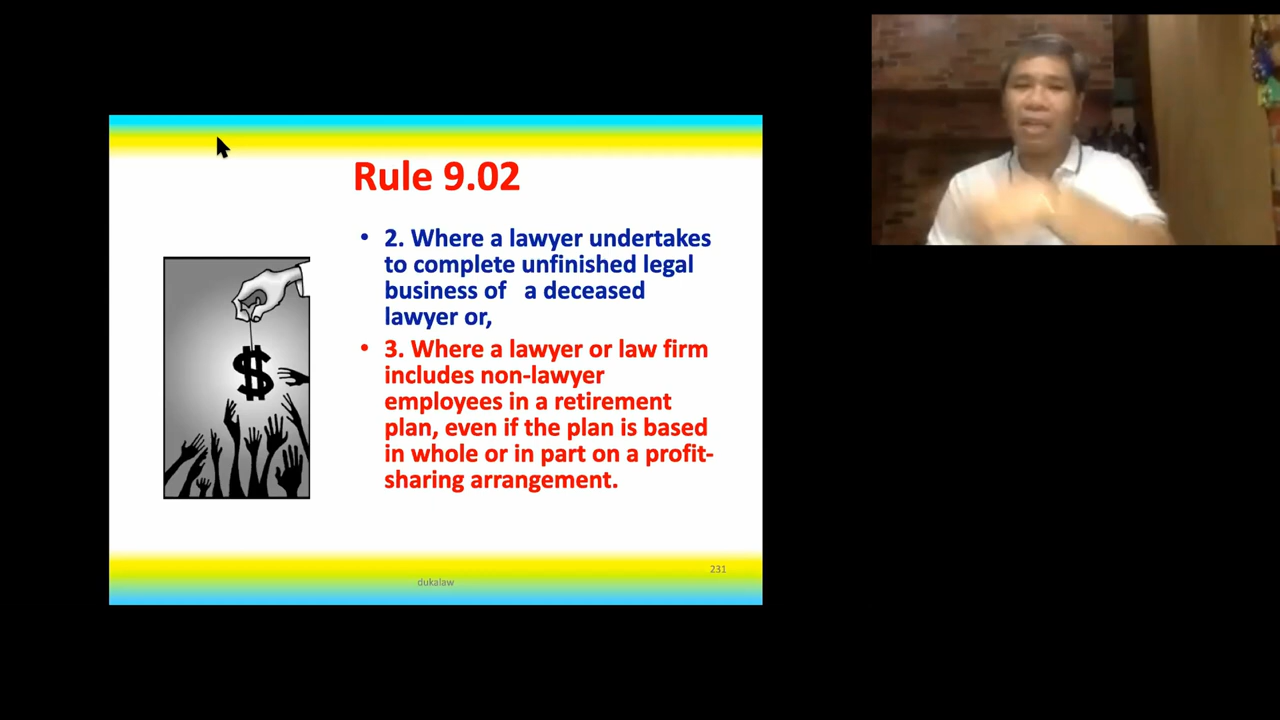 Rule 9.02
• 2. Where a lawyer undertakes
to complete unfinished legal
business of a deceased
lawyer or,
• 3. Where a lawyer or law firm
includes non-lawyer
employees in a retirement
plan, even if the plan is based
in whole or in part on a profit-
sharing arrangement.
$
231
dukalaw